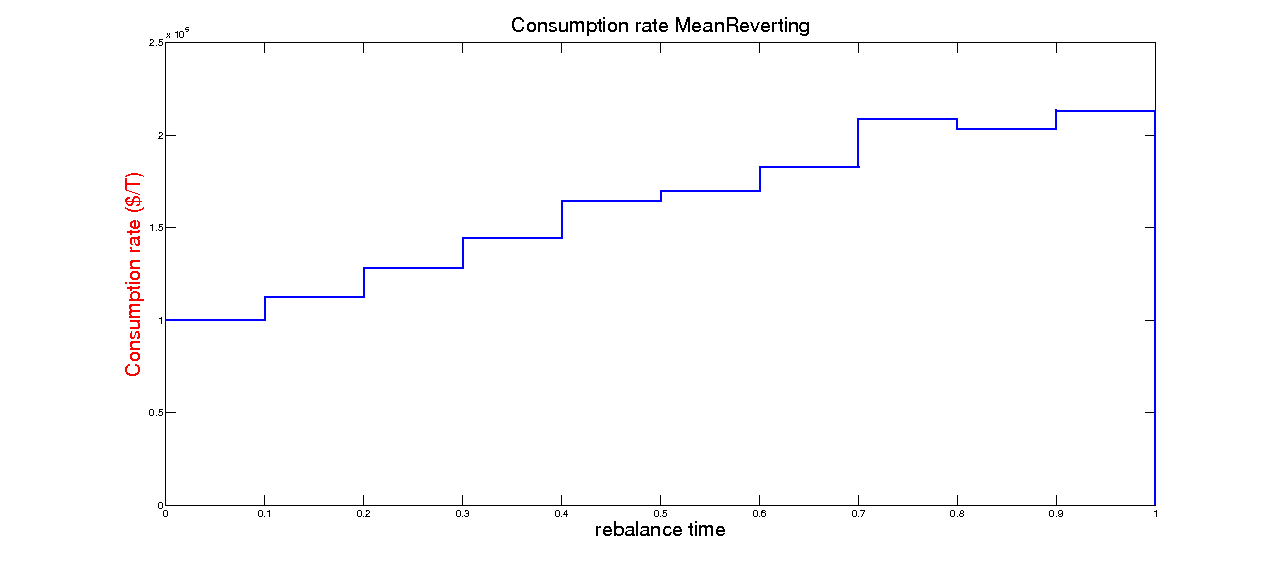 Consumption rate MeanReverting
x 10
2.5
2
1.5
1
0.5
0
Consumption rate ($/T)
0 0.1 0.2 0.3 0.4 0.5 0.6 0.7 0.8 0.9 1
rebalance time